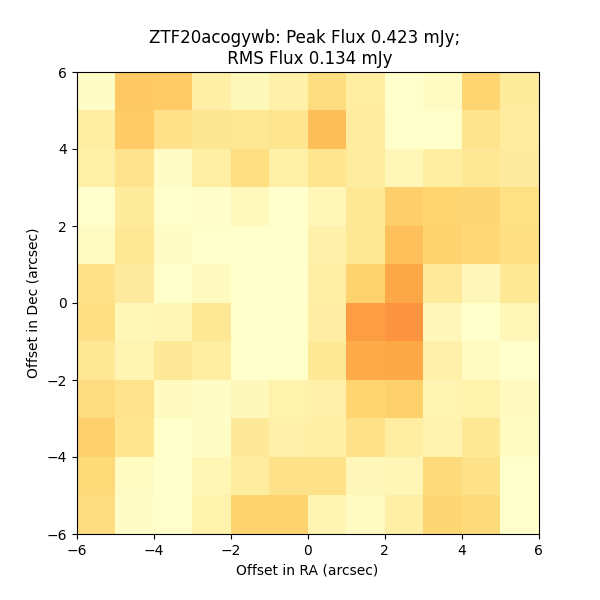 ZTF20acogywb: Peak Flux 0.423 mJy;
RMS Flux 0.134 mJy
6
4
2
0
−2
−4
−6
Offset in Dec (arcsec)
−6 −4 −2 0 2 4 6
Offset in RA (arcsec)